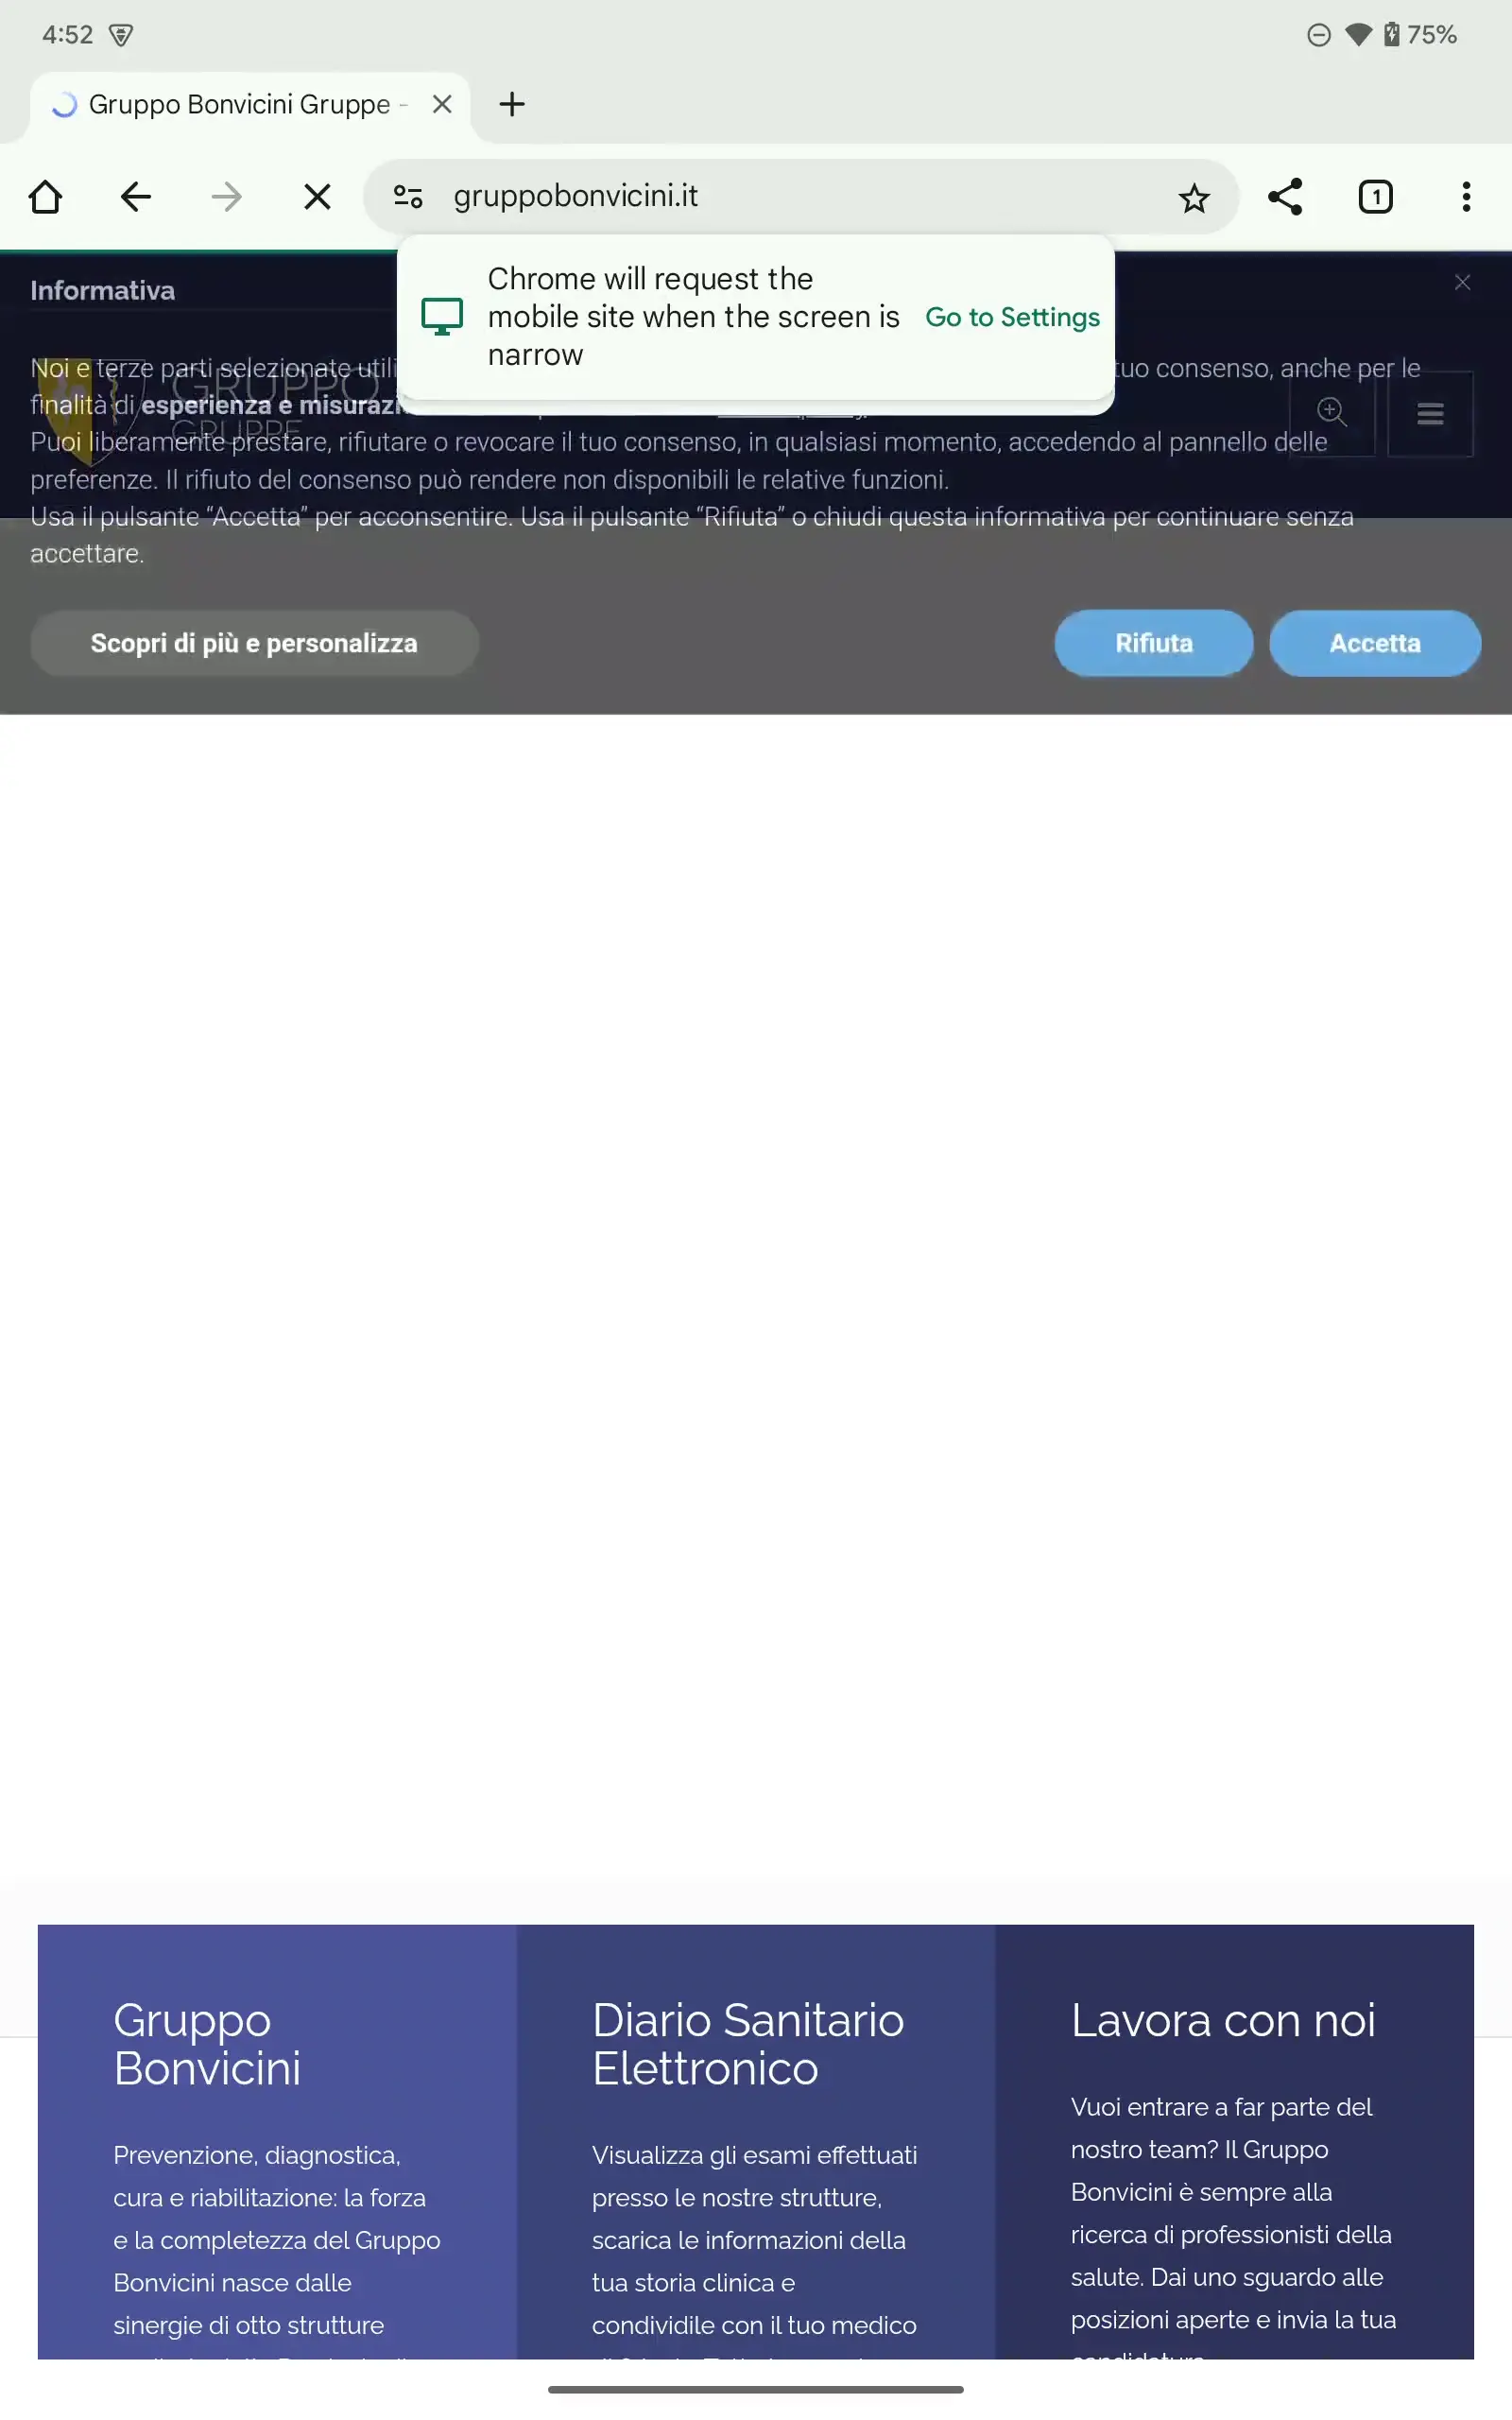 4:52
75%
Gruppo Bonvicini Gruppe -
gruppobonvicini.it
1
Chrome will request the
mobile site when the screen is
narrow
Go to Settings
Informativa
GRUPPO
GRUPPE
Noi e terze parti selezionate utili
tuo consenso, anche per le
finalità di esperienza e misurazi
Puoi liberamente prestare, rifiutare o revocare il tuo consenso, in qualsiasi momento, accedendo al pannello delle
preferenze. Il rifiuto del consenso può rendere non disponibili le relative funzioni.
Usa il pulsante “Accetta” per acconsentire. Usa il pulsante “Rifiuta” o chiudi questa informativa per continuare senza
accettare.
Scopri di più e personalizza
Rifiuta
Accetta
Gruppo
Bonvicini
Prevenzione, diagnostica,
cura e riabilitazione: la forza
e la completezza del Gruppo
Bonvicini nasce dalle
sinergie di otto strutture
Diario Sanitario
Elettronico
Visualizza gli esami effettuati
presso le nostre strutture,
scarica le informazioni della
tua storia clinica e
condividile con il tuo medico
Lavora con noi
Vuoi entrare a far parte del
nostro team? Il Gruppo
Bonvicini è sempre alla
ricerca di professionisti della
salute. Dai uno sguardo alle
posizioni aperte e invia la tua